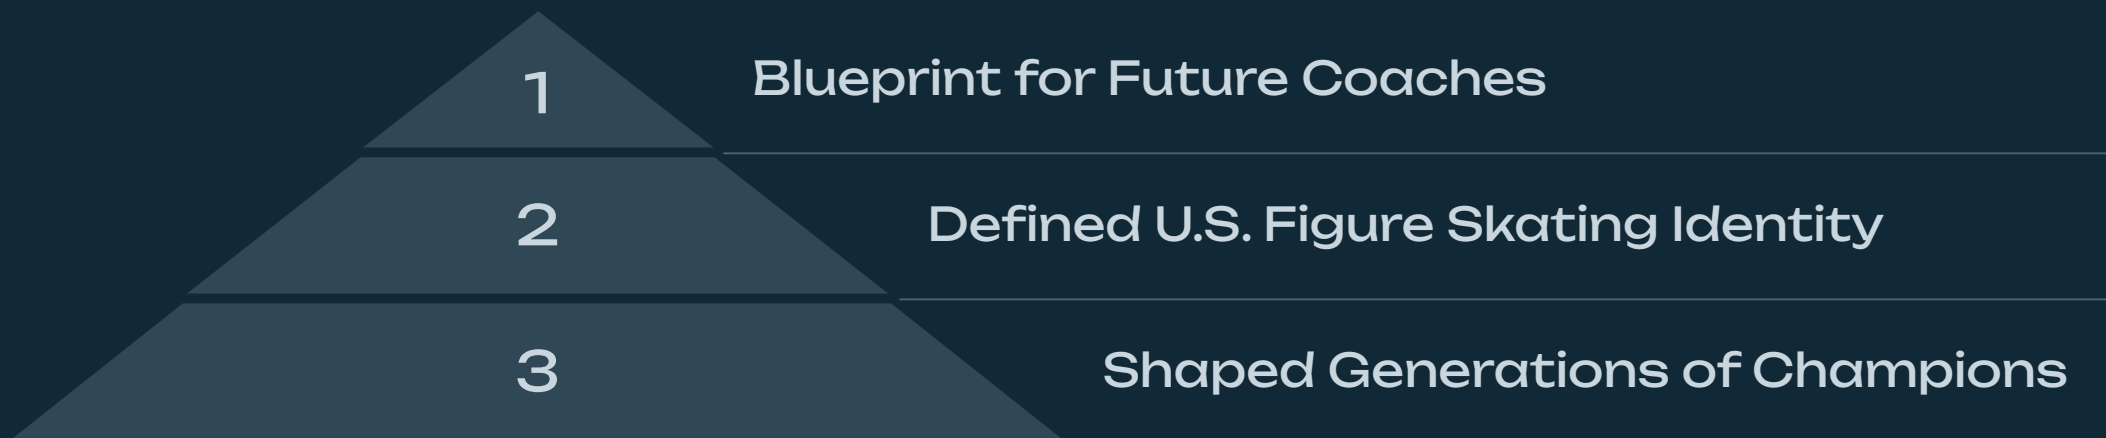 1
Blueprint for Future Coaches
2
Defined U.S. Figure Skating Identity
3
Shaped Generations of Champions